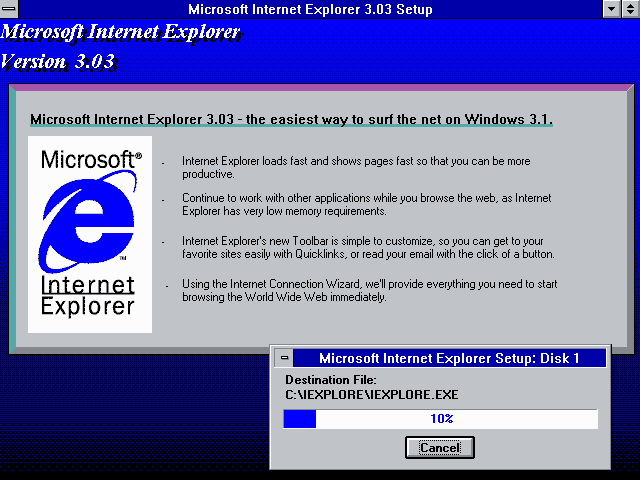 Microsoft Internet Explorer 3.03 Setup
Microsoft Internet Explorer
Version 3.03
Microsoft Internet Explorer 3.03 - the easiest way to surf the net on Windows 3.1.
Microsoft®
e
™
Internet
Explorer
- Internet Explorer loads fast and shows pages fast so that you can be more
productive.
- Continue to work with other applications while you browse the web, as Internet
Explorer has very low memory requirements.
- Internet Explorer's new Toolbar is simple to customize, so you can get to your
favorite sites easily with Quicklinks, or read your email with the click of a button.
- Using the Internet Connection Wizard, we'll provide everything you need to start
browsing the World Wide Web immediately.
Microsoft Internet Explorer Setup: Disk 1
Destination File:
C:\IEXPLORE\IEXPLORE.EXE
10%
Cancel